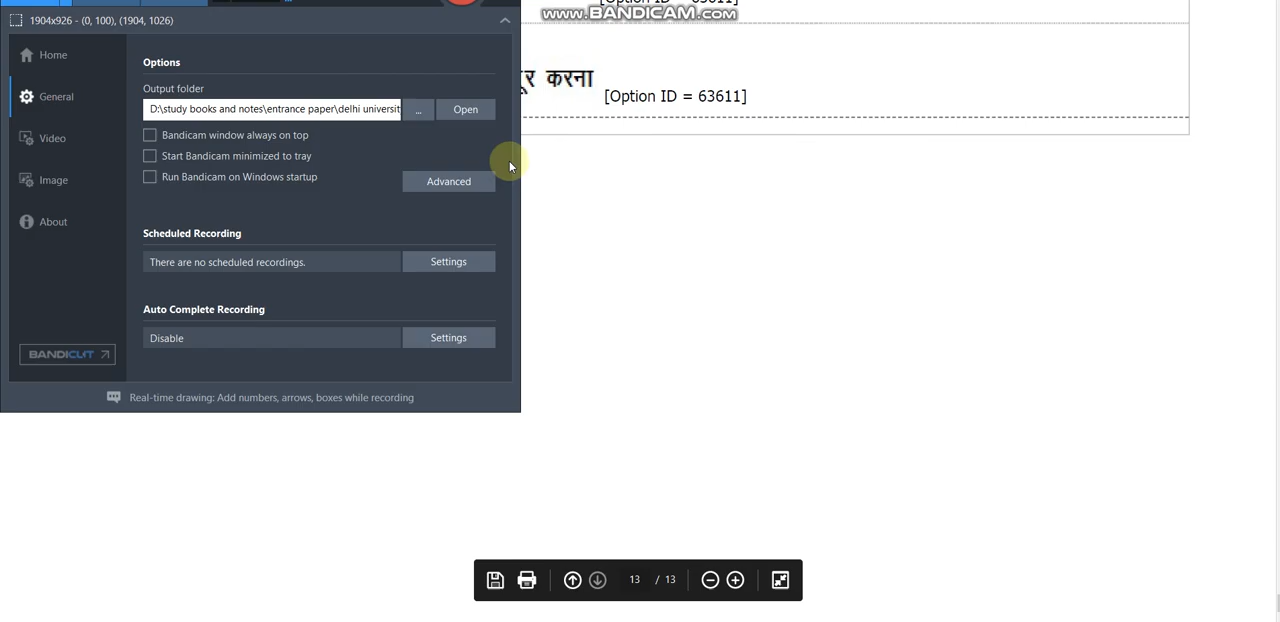 [Option ID = 63611]
www.BANDICAM.com
1904x926 - (0, 100), (1904, 1026)
Home
General
Video
Image
About
BANDICUT
Options
Output folder
D:\study books and notes\entrance paper\delhi universit
...
Open
Bandicam window always on top
Start Bandicam minimized to tray
Run Bandicam on Windows startup
Advanced
Scheduled Recording
There are no scheduled recordings.
Settings
Auto Complete Recording
Disable
Settings
Real-time drawing: Add numbers, arrows, boxes while recording
करना
[Option ID = 63611]
13 / 13